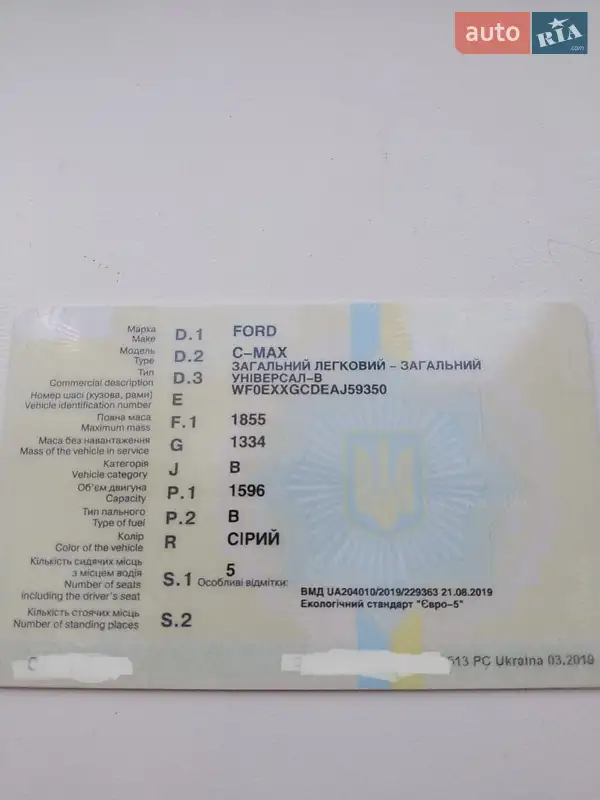 auto RIA .com
Марка
Make D.1 FORD
Модель
Type D.2 C-MAX
Тип ЗАГАЛЬНИЙ ЛЕГКОВИЙ - ЗАГАЛЬНИЙ
Commercial description D.3 УНІВЕРСАЛ-В
Номер шасі (кузова, рами) WF0EXXGCDEAJ59350
Vehicle identification number E
Повна маса
Maximum mass F.1 1855
Маса без навантаження
Mass of the vehicle in service G 1334
Категорія
Vehicle category J B
Об'єм двигуна
Capacity P.1 1596
Тип пального
Type of fuel P.2 B
Колір
Color of the vehicle R СІРИЙ
Кількість сидячих місць
з місцем водія
Number of seats
including the driver's seat S.1 5
Особливі відмітки:
ВМД UA204010/2019/229363 21.08.2019
Екологічний стандарт "Євро-5"
Кількість стоячих місць
Number of standing places S.2
513 PC Ukraina 03.2019